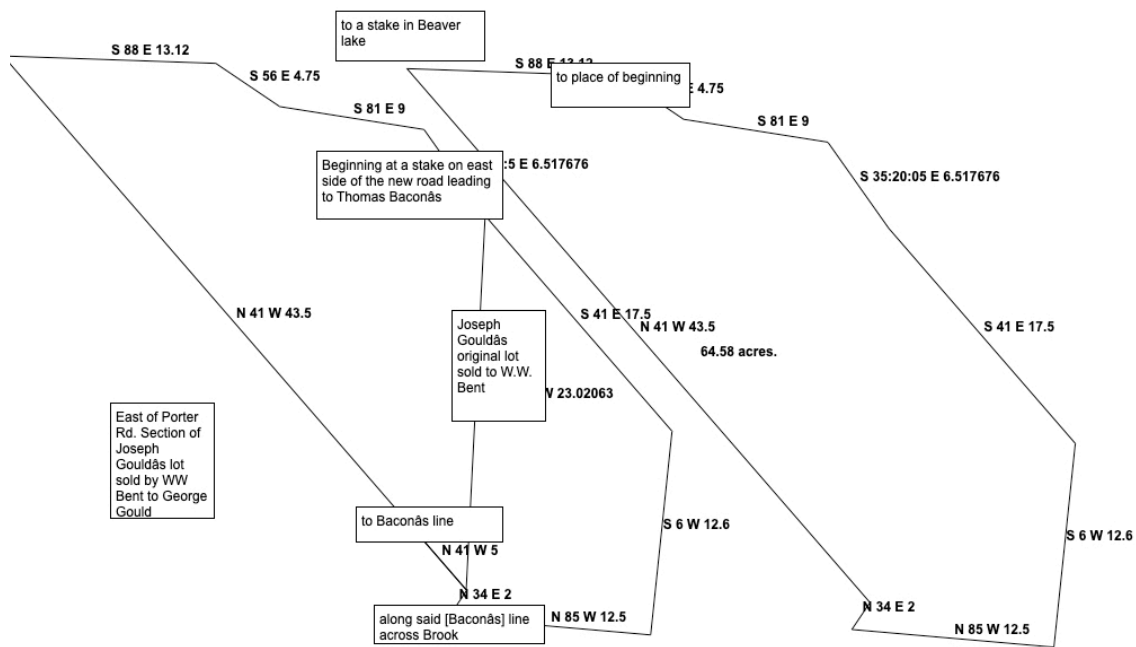 to a stake in Beaver
lake
S 88 E 13.12
S 88 E 13.12
to place of beginning
S 56 E 4.75
E 4.75
S 81 E 9
S 81 E 9
Beginning at a stake on east
side of the new road leading
to Thomas Baconâs
:5 E 6.517676
S 35:20:05 E 6.517676
N 41 W 43.5
S 41 E 17.5
N 41 W 43.5
S 41 E 17.5
64.58 acres.
Joseph
Gouldâs
original lot
sold to W.W.
Bent
W 23.02063
East of Porter
Rd. Section of
Joseph
Gouldâs lot
sold by WW
Bent to George
Gould
to Baconâs line
S 6 W 12.6
S 6 W 12.6
N 41 W 5
N 34 E 2
N 34 E 2
along said [Baconâs] line
across Brook
N 85 W 12.5
N 85 W 12.5